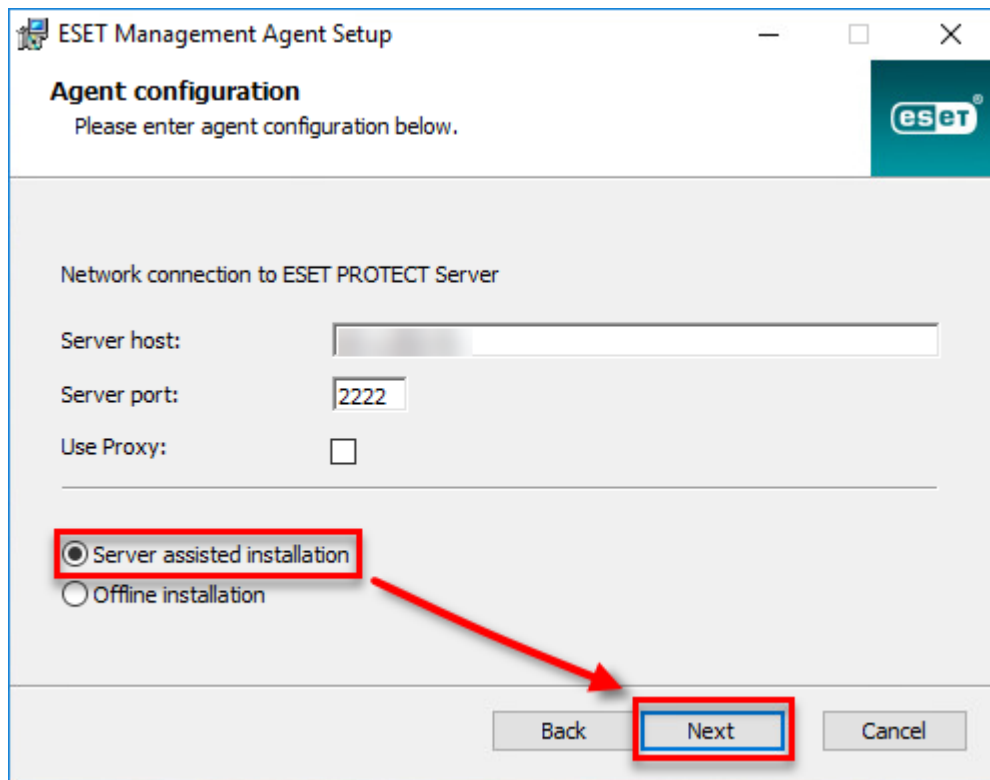 ESET Management Agent Setup
Agent configuration
Please enter agent configuration below.
eset®
Network connection to ESET PROTECT Server
Server host:
Server port: 2222
Use Proxy:
Server assisted installation
Offline installation
Back Next Cancel